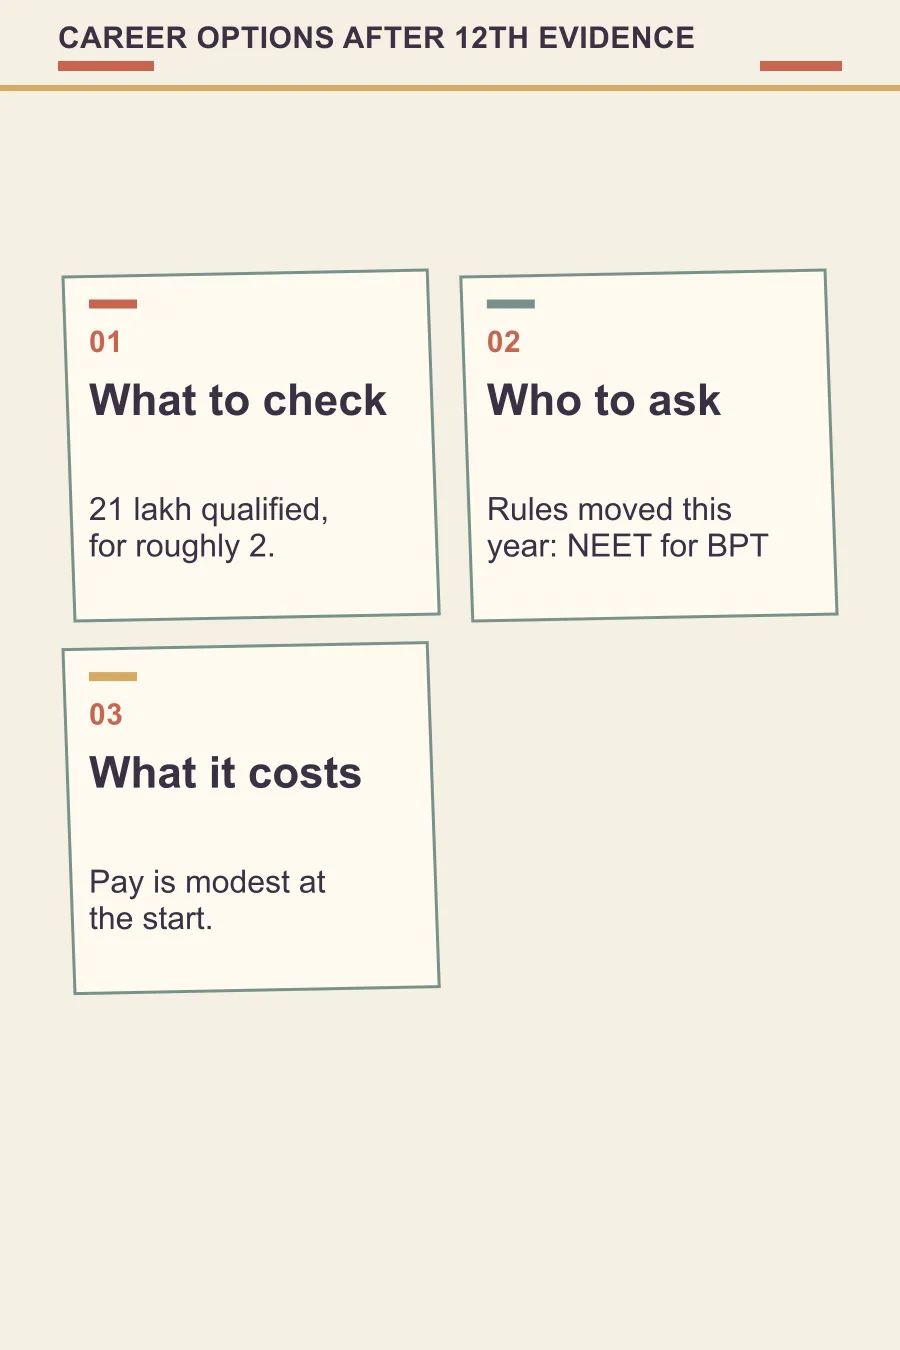 CAREER OPTIONS AFTER 12TH EVIDENCE
01
What to check
21 lakh qualified,
for roughly 2.
02
Who to ask
Rules moved this
year: NEET for BPT
03
What it costs
Pay is modest at
the start.